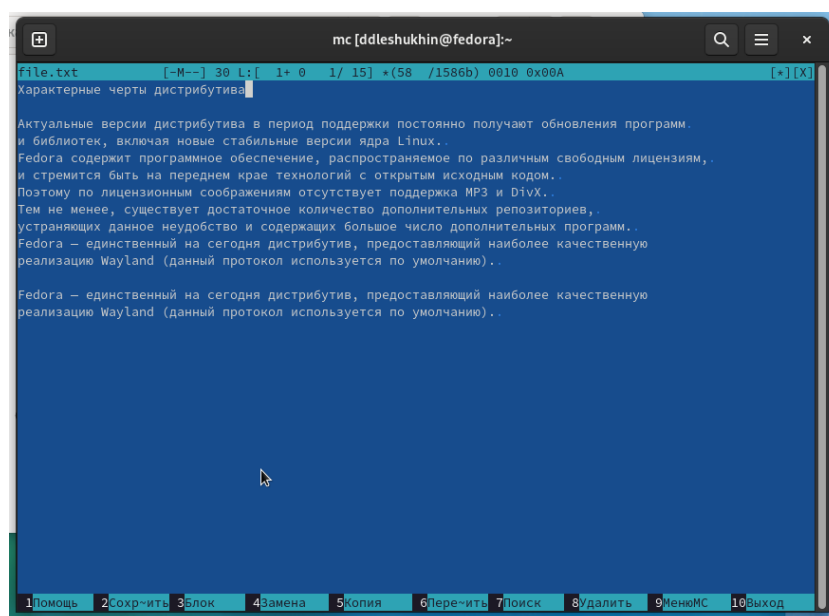 mc [ddleshukhin@fedora]:~
file.txt [-M--] 30 L:[ 1+ 0 1/ 15] *(58 /1586b) 0010 0x00A [*][X]
Характерные черты дистрибутива
Актуальные версии дистрибутива в период поддержки постоянно получают обновления программ.
и библиотек, включая новые стабильные версии ядра Linux..
Fedora содержит программное обеспечение, распространяемое по различным свободным лицензиям,.
и стремится быть на переднем крае технологий с открытым исходным кодом..
Поэтому по лицензионным соображениям отсутствует поддержка MP3 и DivX..
Тем не менее, существует достаточное количество дополнительных репозиториев,.
устраняющих данное неудобство и содержащих большое число дополнительных программ..
Fedora — единственный на сегодня дистрибутив, предоставляющий наиболее качественную
реализацию Wayland (данный протокол используется по умолчанию)..
Fedora — единственный на сегодня дистрибутив, предоставляющий наиболее качественную
реализацию Wayland (данный протокол используется по умолчанию)..
1Помощь 2Сохр~ить 3Блок 4Замена 5Копия 6Пере~ить 7Поиск 8Удалить 9МенюMC 10Выход